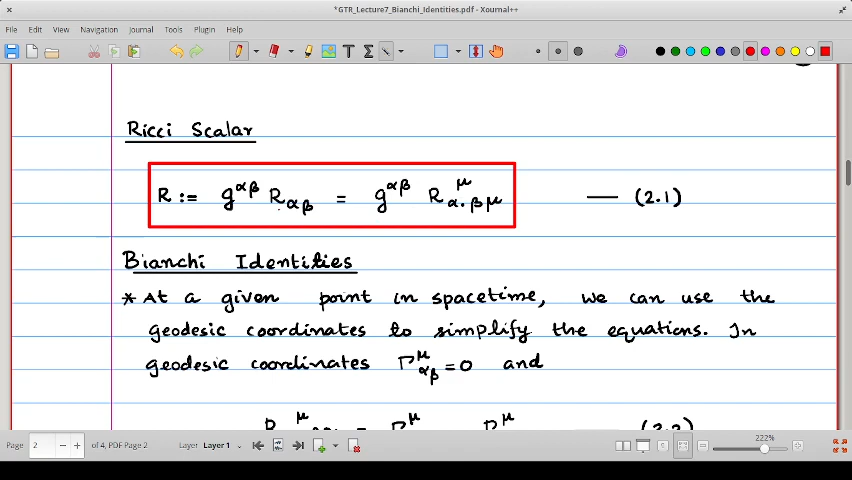 *GTR_Lecture7_Bianchi_Identities.pdf - Xournal++
File Edit View Navigation Journal Tools Plugin Help
Ricci Scalar
R := g^{αβ} R_{αβ} = g^{αβ} R_{α·βμ}^{μ} — (2.1)
Bianchi Identities
* At a given point in spacetime, we can use the
geodesic coordinates to simplify the equations. In
geodesic coordinates Γ^{μ}_{αβ} = 0 and
Page 2 of 4, PDF Page 2 Layer Layer 1 222%